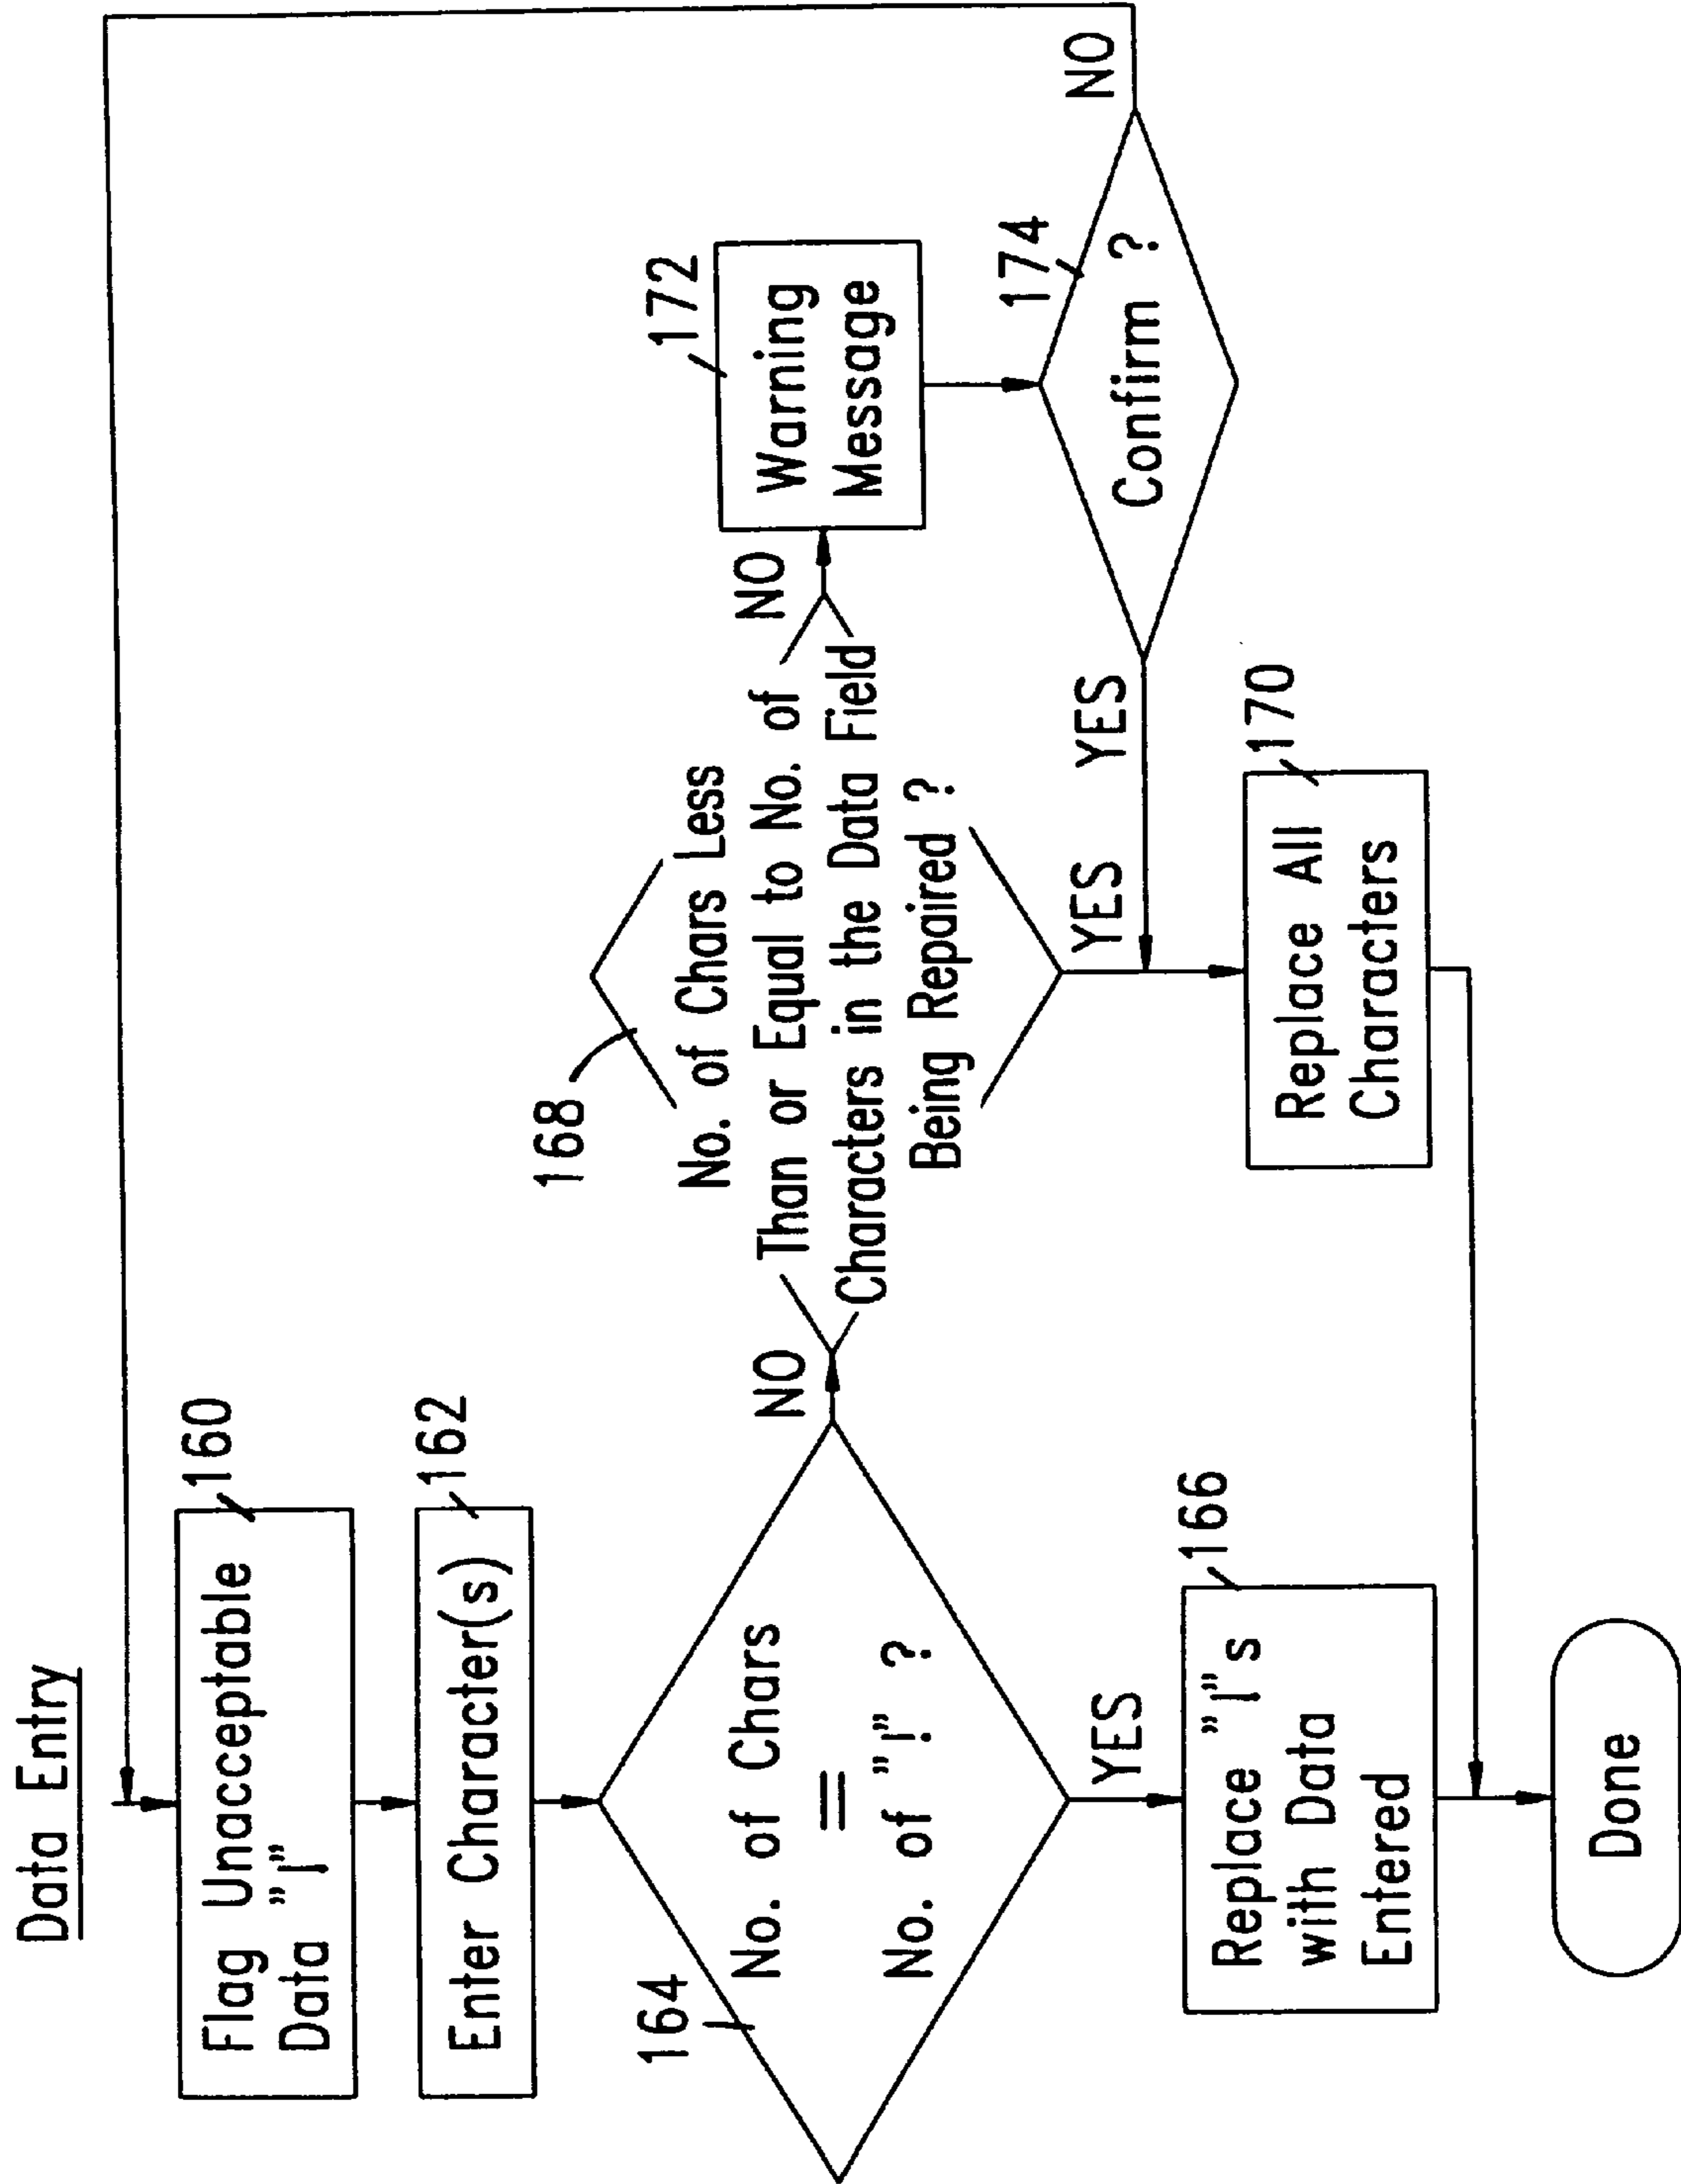 Data Entry
Flag Unacceptable
Data "|"
160
Enter Character(s)
162
164
No. of Chars
=
No. of "|" ?
NO
YES
Replace "|"s
with Data
Entered
166
Done
168
No. of Chars Less
Than or Equal to No. of
Characters in the Data Field
Being Repaired ?
NO
YES
Replace All
Characters
170
Warning
Message
172
Confirm ?
174
YES
NO